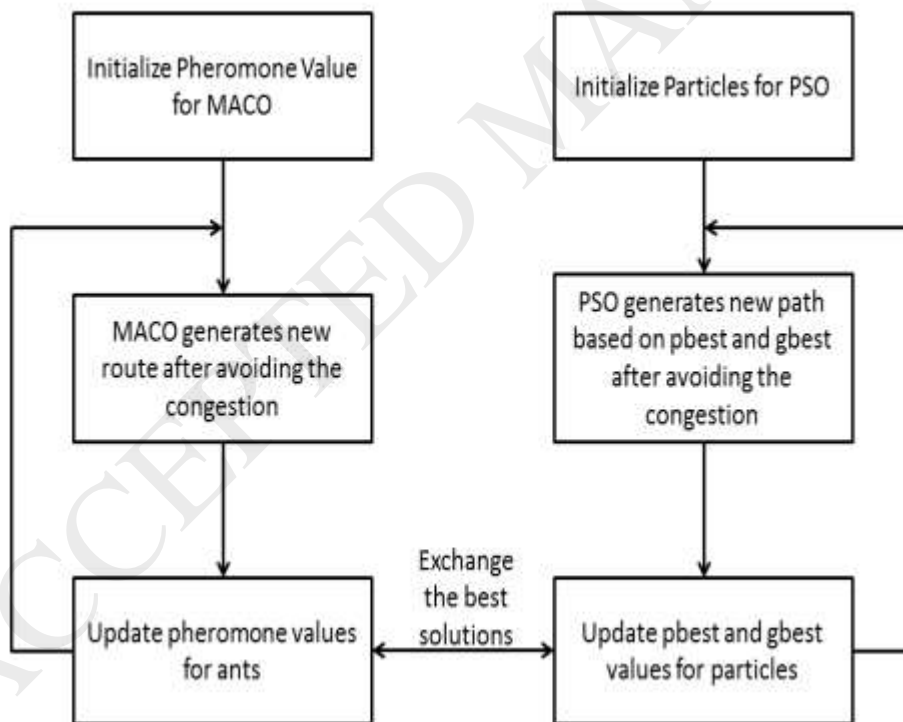 Initialize Pheromone Value
for MACO
Initialize Particles for PSO
MACO generates new
route after avoiding the
congestion
PSO generates new path
based on pbest and gbest
after avoiding the
congestion
Exchange
the best
solutions
Update pheromone values
for ants
Update pbest and gbest
values for particles
ACCEPTED